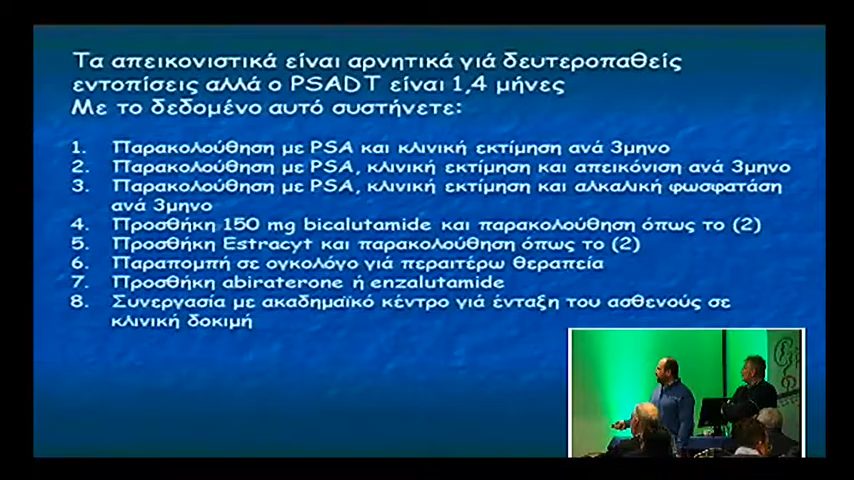 Τα απεικονιστικά είναι αρνητικά γιά δευτεροπαθείς
εντοπίσεις αλλά ο PSADT είναι 1,4 μήνες
Με το δεδομένο αυτό συστήνετε:
1. Παρακολούθηση με PSA και κλινική εκτίμηση ανά 3μηνο
2. Παρακολούθηση με PSA, κλινική εκτίμηση και απεικόνιση ανά 3μηνο
3. Παρακολούθηση με PSA, κλινική εκτίμηση και αλκαλική φωσφατάση
ανά 3μηνο
4. Προσθήκη 150 mg bicalutamide και παρακολούθηση όπως το (2)
5. Προσθήκη Estracyt και παρακολούθηση όπως το (2)
6. Παραπομπή σε ογκολόγο γιά περαιτέρω θεραπεία
7. Προσθήκη abiraterone ή enzalutamide
8. Συνεργασία με ακαδημαϊκό κέντρο γιά ένταξη του ασθενούς σε
κλινική δοκιμή